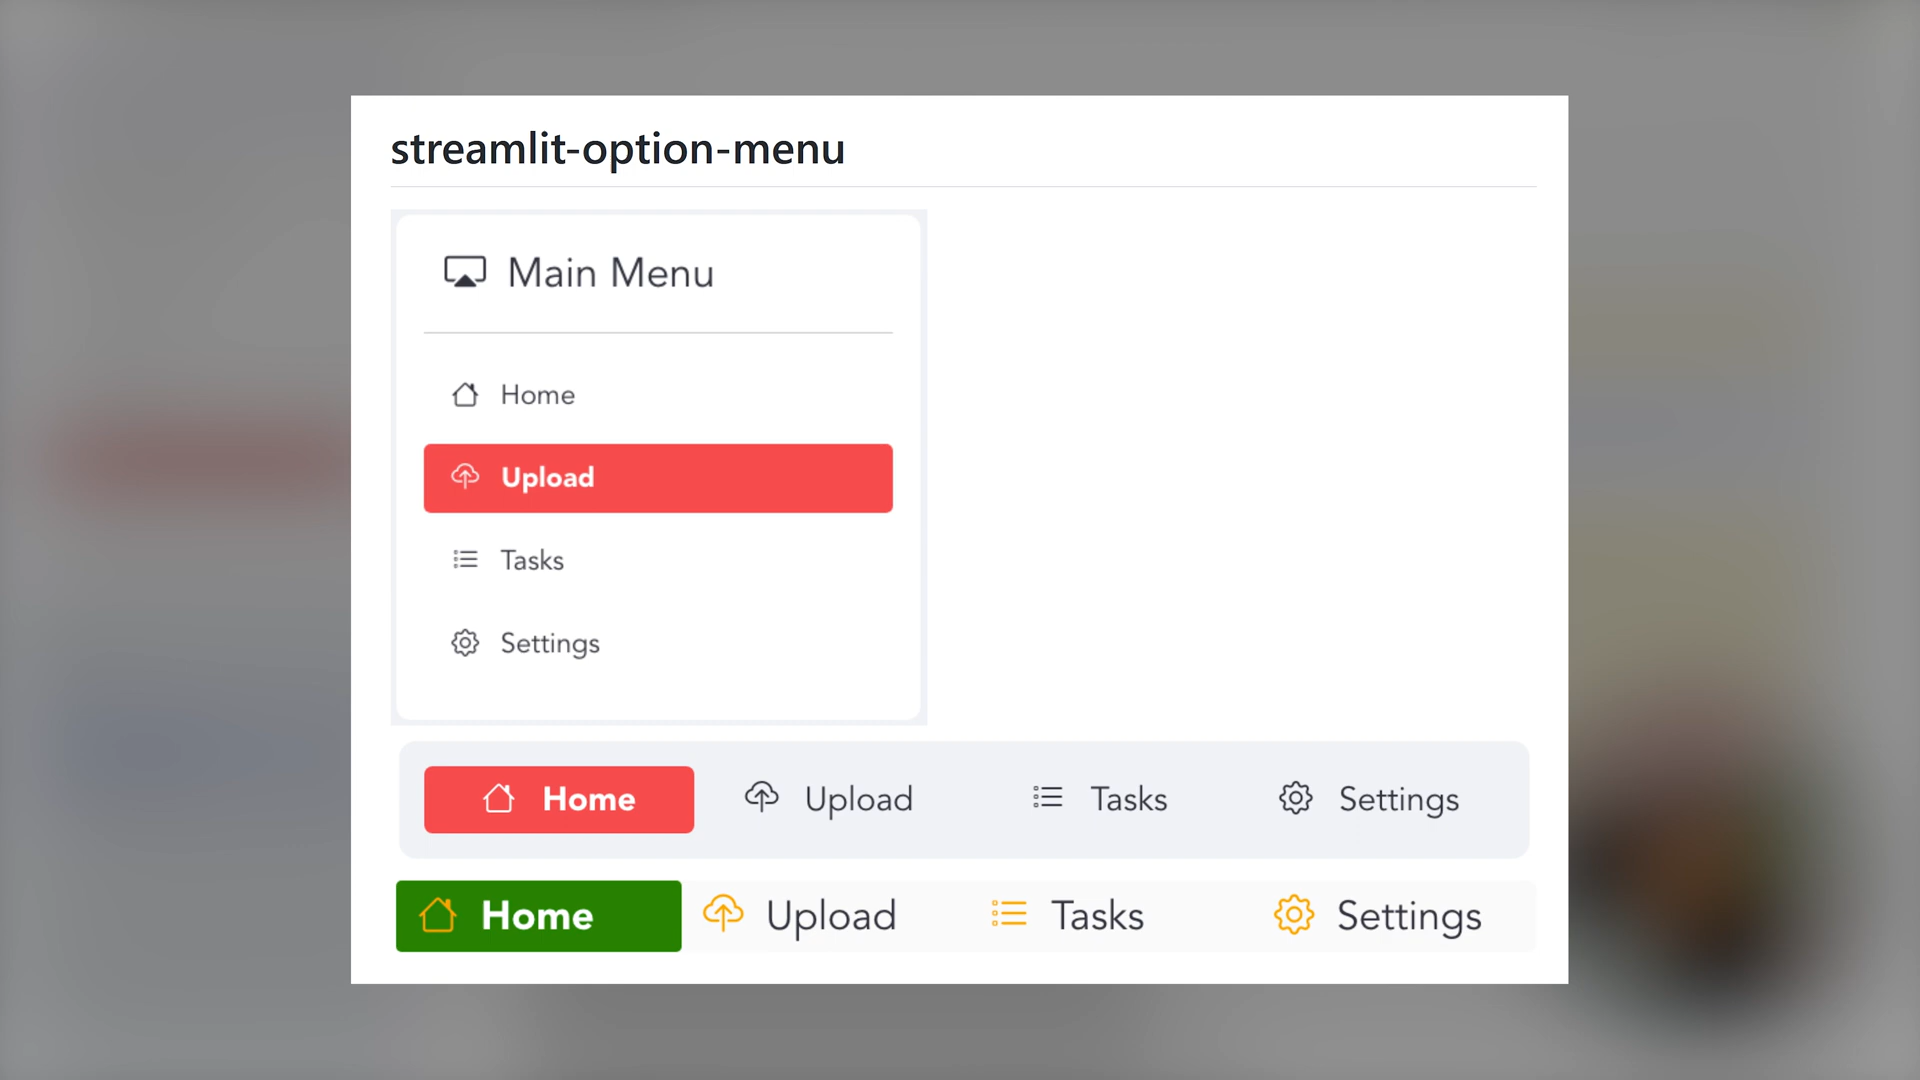 streamlit-option-menu
Main Menu
Home
Upload
Tasks
Settings
Home Upload Tasks Settings
Home Upload Tasks Settings